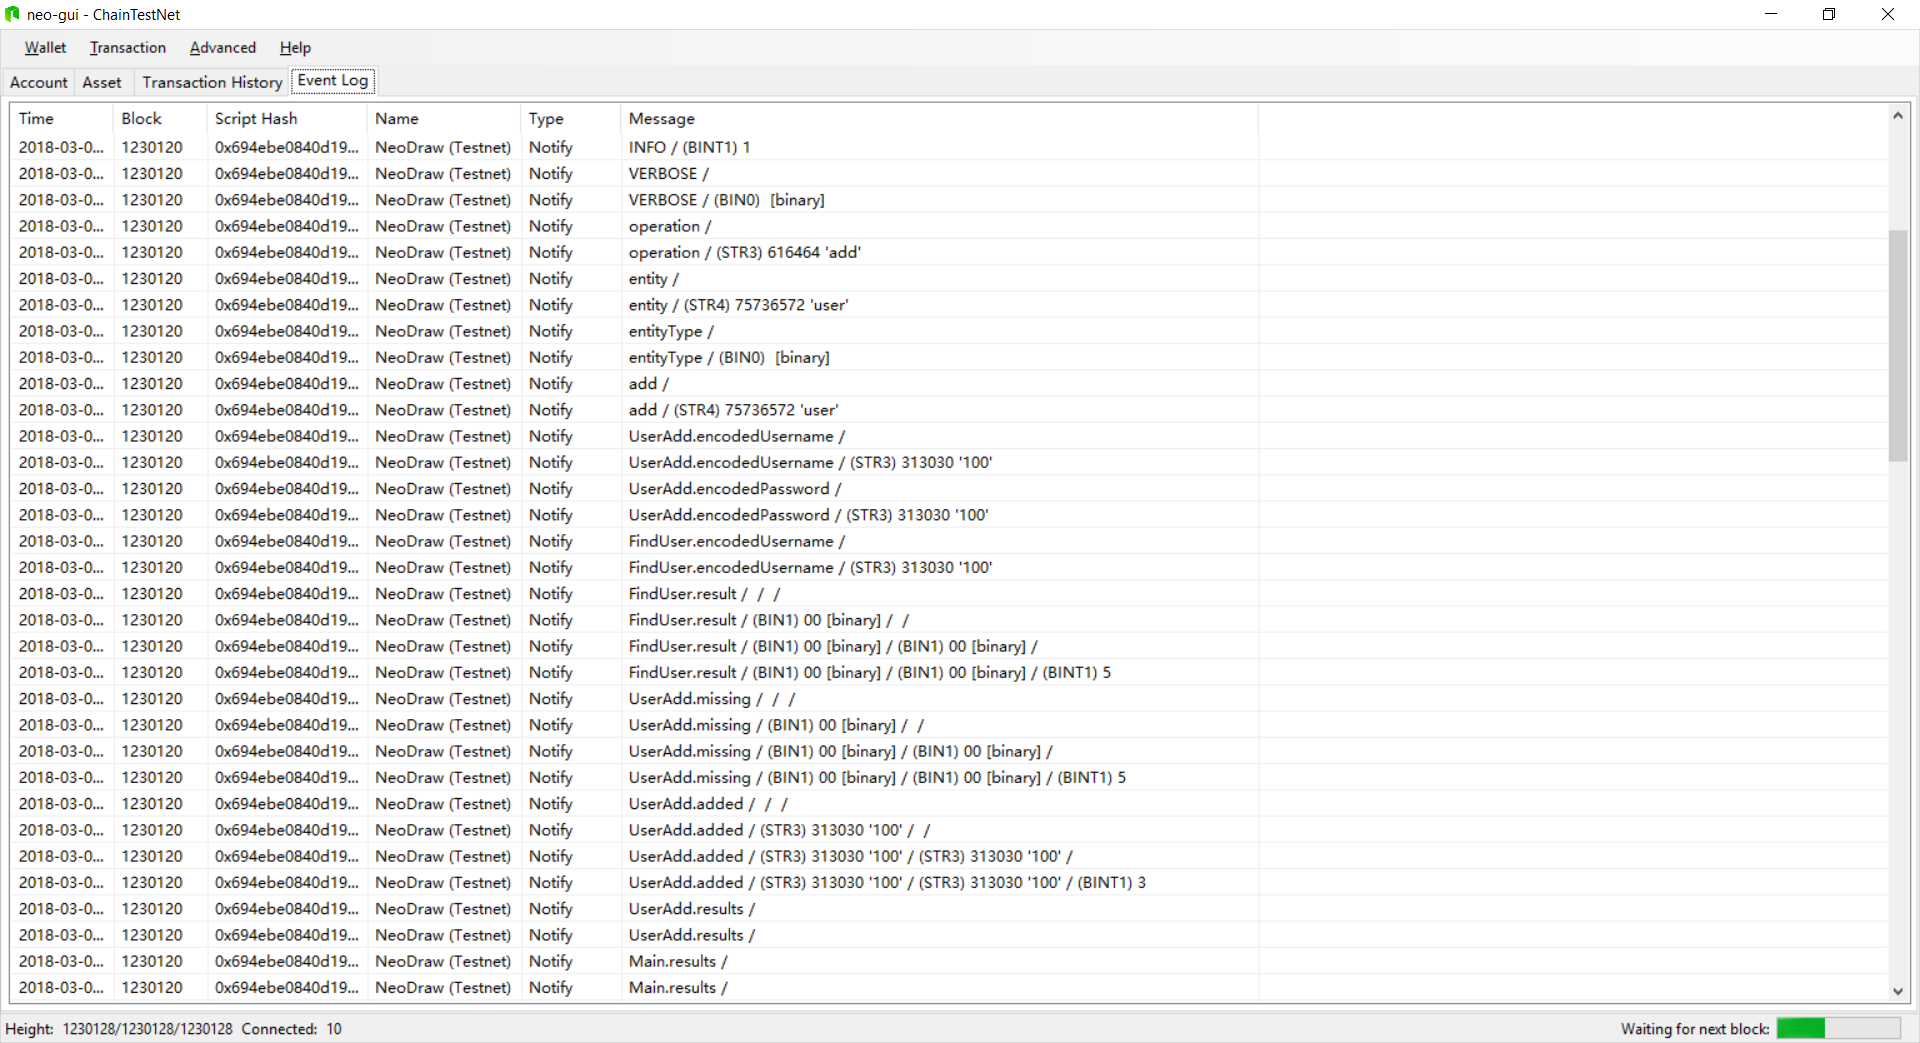 neo-gui - ChainTestNet
Wallet Transaction Advanced Help
Account Asset Transaction History Event Log
Time Block Script Hash Name Type Message
2018-03-0... 1230120 0x694ebe0840d19... NeoDraw (Testnet) Notify INFO / (BINT1) 1
2018-03-0... 1230120 0x694ebe0840d19... NeoDraw (Testnet) Notify VERBOSE /
2018-03-0... 1230120 0x694ebe0840d19... NeoDraw (Testnet) Notify VERBOSE / (BIN0)  [binary]
2018-03-0... 1230120 0x694ebe0840d19... NeoDraw (Testnet) Notify operation /
2018-03-0... 1230120 0x694ebe0840d19... NeoDraw (Testnet) Notify operation / (STR3) 616464 'add'
2018-03-0... 1230120 0x694ebe0840d19... NeoDraw (Testnet) Notify entity /
2018-03-0... 1230120 0x694ebe0840d19... NeoDraw (Testnet) Notify entity / (STR4) 75736572 'user'
2018-03-0... 1230120 0x694ebe0840d19... NeoDraw (Testnet) Notify entityType /
2018-03-0... 1230120 0x694ebe0840d19... NeoDraw (Testnet) Notify entityType / (BIN0)  [binary]
2018-03-0... 1230120 0x694ebe0840d19... NeoDraw (Testnet) Notify add /
2018-03-0... 1230120 0x694ebe0840d19... NeoDraw (Testnet) Notify add / (STR4) 75736572 'user'
2018-03-0... 1230120 0x694ebe0840d19... NeoDraw (Testnet) Notify UserAdd.encodedUsername /
2018-03-0... 1230120 0x694ebe0840d19... NeoDraw (Testnet) Notify UserAdd.encodedUsername / (STR3) 313030 '100'
2018-03-0... 1230120 0x694ebe0840d19... NeoDraw (Testnet) Notify UserAdd.encodedPassword /
2018-03-0... 1230120 0x694ebe0840d19... NeoDraw (Testnet) Notify UserAdd.encodedPassword / (STR3) 313030 '100'
2018-03-0... 1230120 0x694ebe0840d19... NeoDraw (Testnet) Notify FindUser.encodedUsername /
2018-03-0... 1230120 0x694ebe0840d19... NeoDraw (Testnet) Notify FindUser.encodedUsername / (STR3) 313030 '100'
2018-03-0... 1230120 0x694ebe0840d19... NeoDraw (Testnet) Notify FindUser.result /  /  /
2018-03-0... 1230120 0x694ebe0840d19... NeoDraw (Testnet) Notify FindUser.result / (BIN1) 00 [binary] /  /
2018-03-0... 1230120 0x694ebe0840d19... NeoDraw (Testnet) Notify FindUser.result / (BIN1) 00 [binary] / (BIN1) 00 [binary] /
2018-03-0... 1230120 0x694ebe0840d19... NeoDraw (Testnet) Notify FindUser.result / (BIN1) 00 [binary] / (BIN1) 00 [binary] / (BINT1) 5
2018-03-0... 1230120 0x694ebe0840d19... NeoDraw (Testnet) Notify UserAdd.missing /  /  /
2018-03-0... 1230120 0x694ebe0840d19... NeoDraw (Testnet) Notify UserAdd.missing / (BIN1) 00 [binary] /  /
2018-03-0... 1230120 0x694ebe0840d19... NeoDraw (Testnet) Notify UserAdd.missing / (BIN1) 00 [binary] / (BIN1) 00 [binary] /
2018-03-0... 1230120 0x694ebe0840d19... NeoDraw (Testnet) Notify UserAdd.missing / (BIN1) 00 [binary] / (BIN1) 00 [binary] / (BINT1) 5
2018-03-0... 1230120 0x694ebe0840d19... NeoDraw (Testnet) Notify UserAdd.added /  /  /
2018-03-0... 1230120 0x694ebe0840d19... NeoDraw (Testnet) Notify UserAdd.added / (STR3) 313030 '100' /  /
2018-03-0... 1230120 0x694ebe0840d19... NeoDraw (Testnet) Notify UserAdd.added / (STR3) 313030 '100' / (STR3) 313030 '100' /
2018-03-0... 1230120 0x694ebe0840d19... NeoDraw (Testnet) Notify UserAdd.added / (STR3) 313030 '100' / (STR3) 313030 '100' / (BINT1) 3
2018-03-0... 1230120 0x694ebe0840d19... NeoDraw (Testnet) Notify UserAdd.results /
2018-03-0... 1230120 0x694ebe0840d19... NeoDraw (Testnet) Notify UserAdd.results /
2018-03-0... 1230120 0x694ebe0840d19... NeoDraw (Testnet) Notify Main.results /
2018-03-0... 1230120 0x694ebe0840d19... NeoDraw (Testnet) Notify Main.results /
Height: 1230128/1230128/1230128 Connected: 10 Waiting for next block: